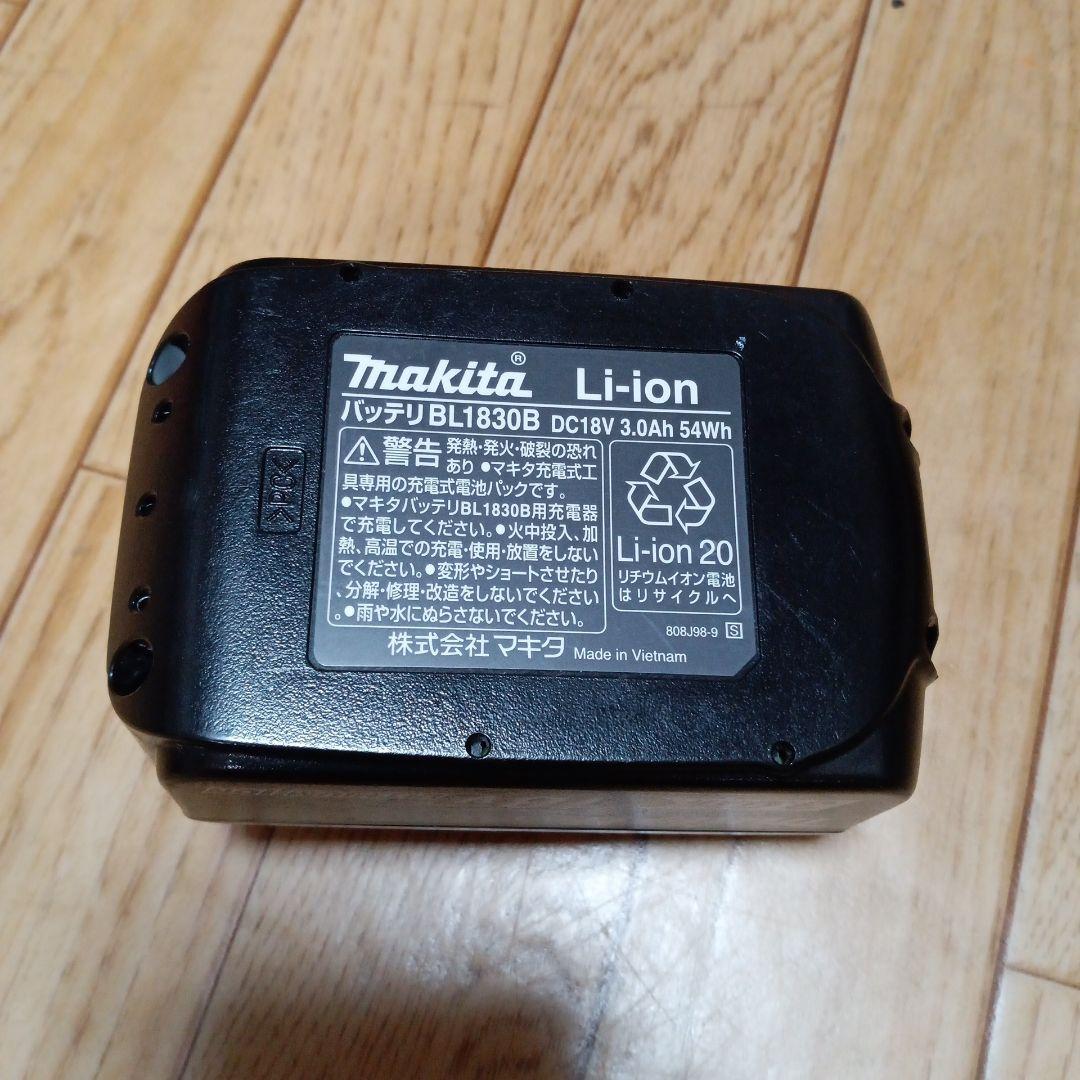 makita® Li-ion
バッテリBL1830B DC18V 3.0Ah 54Wh
警告 発熱・発火・破裂の恐れ
あり ●マキタ充電式工
具専用の充電式電池パックです。
●マキタバッテリBL1830B用充電器
で充電してください。●火中投入、加
熱、高温での充電・使用・放置をしない
でください。●変形やショートさせたり
、分解・修理・改造をしないでください
。●雨や水にぬらさないでください。
Li-ion 20
リチウムイオン電池
はリサイクルへ
808J98-9 S
株式会社 マキタ Made in Vietnam
>PC<